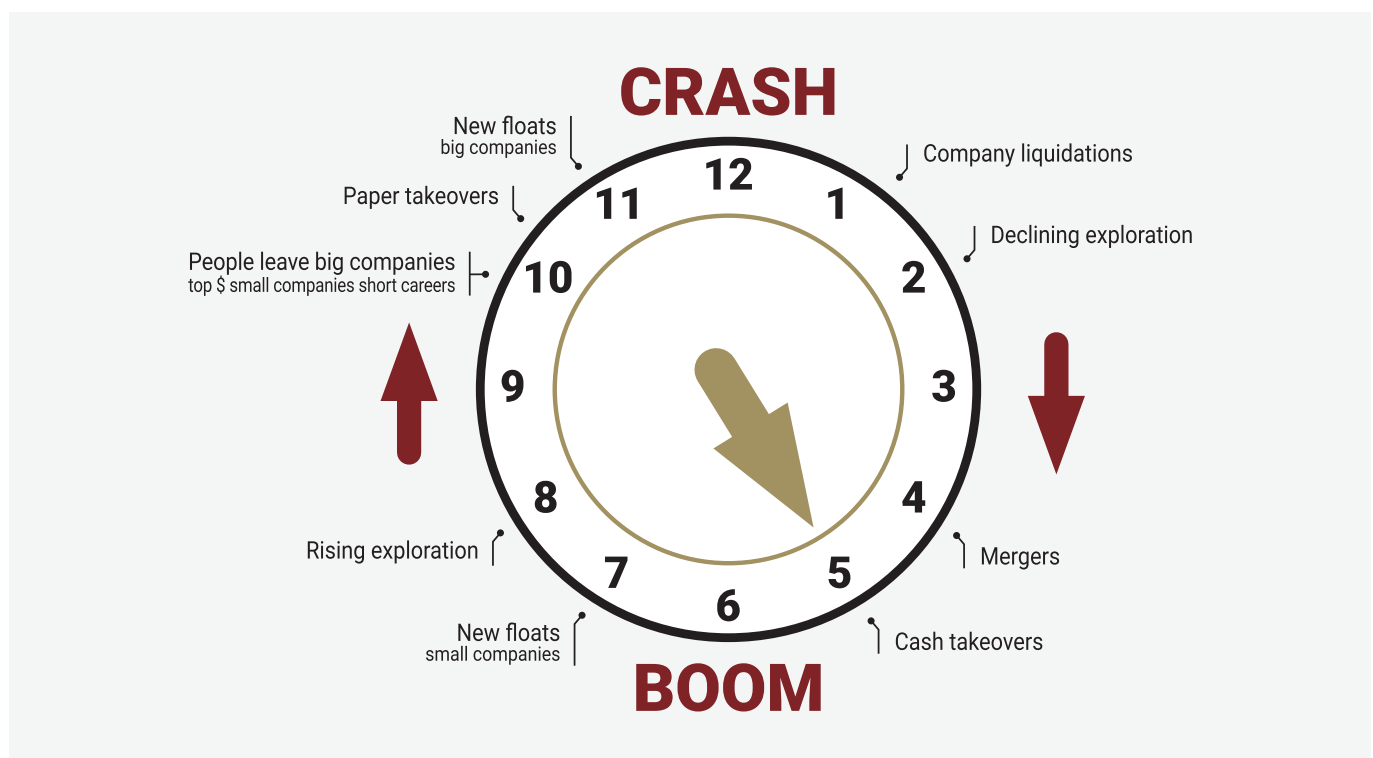 CRASH
New floats
big companies
Company liquidations
Paper takeovers
Declining exploration
People leave big companies
top $ small companies short careers
12
1
2
3
4
5
6
7
8
9
10
11
Rising exploration
Mergers
New floats
small companies
Cash takeovers
BOOM